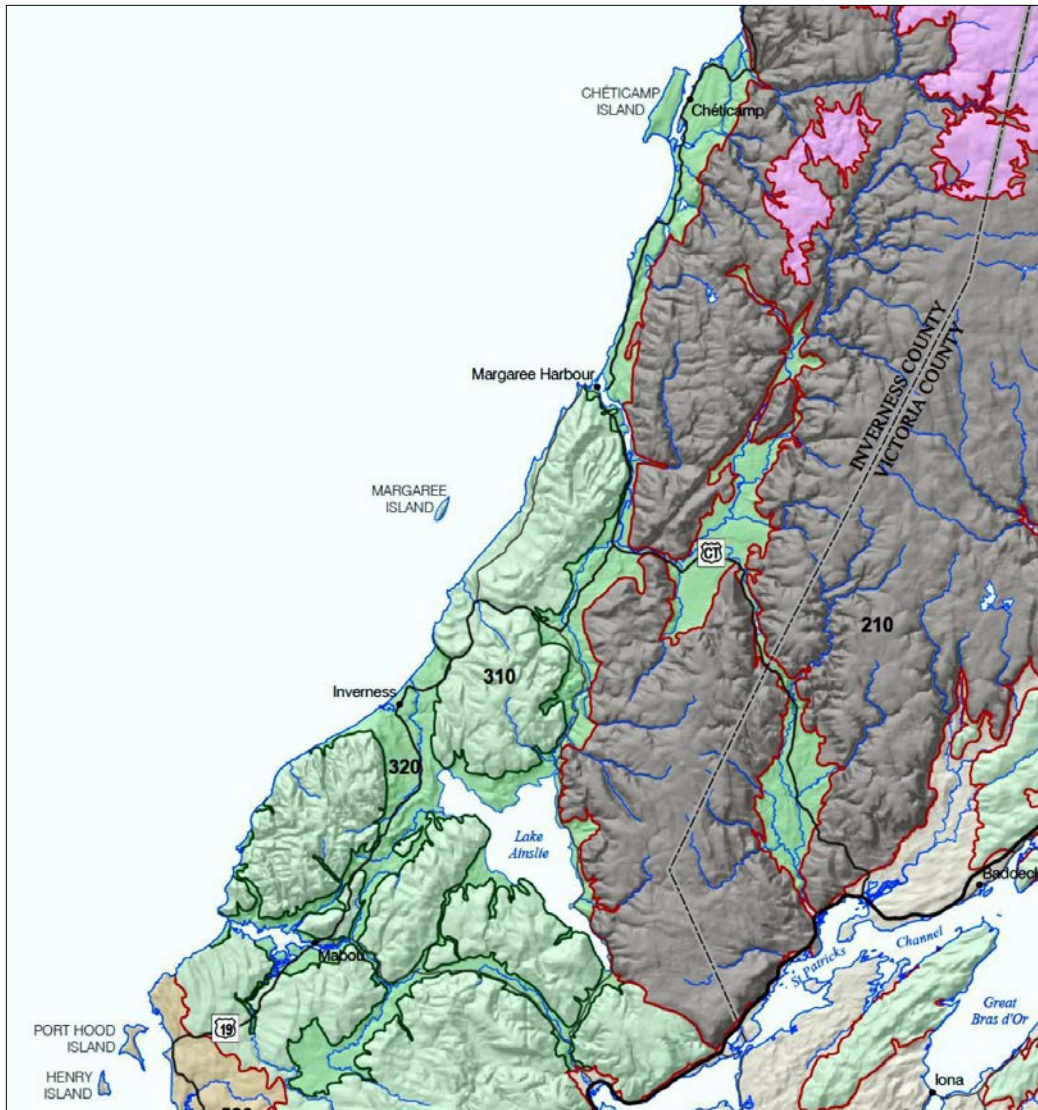 CHÉTICAMP
ISLAND
Chéticamp
INVERNESS COUNTY
VICTORIA COUNTY
Margaree Harbour
MARGAREE
ISLAND
CT
210
310
Inverness
320
Lake
Ainslie
Baddeck
St Patricks Channel
Mabou
Great
Bras d'Or
19
PORT HOOD
ISLAND
HENRY
ISLAND
Iona